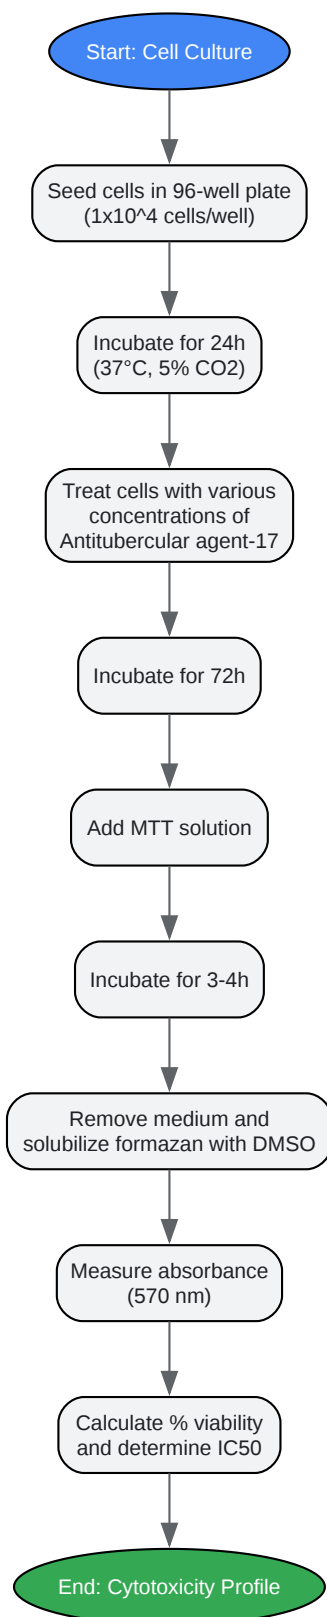 Start: Cell Culture
Seed cells in 96-well plate
(1x10^4 cells/well)
Incubate for 24h
(37°C, 5% CO2)
Treat cells with various
concentrations of
Antitubercular agent-17
Incubate for 72h
Add MTT solution
Incubate for 3-4h
Remove medium and
solubilize formazan with DMSO
Measure absorbance
(570 nm)
Calculate % viability
and determine IC50
End: Cytotoxicity Profile